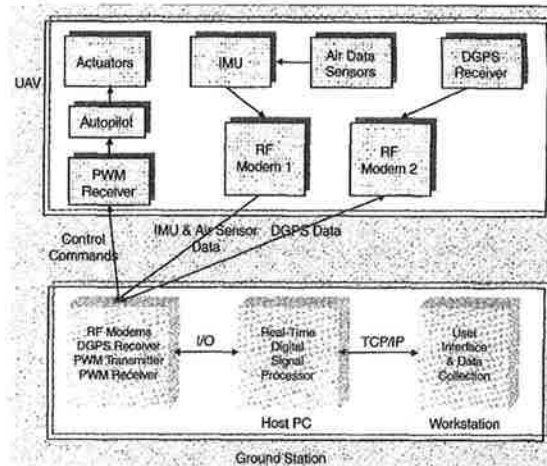 UAV
Actuators
IMU
Air Data
Sensors
DGPS
Receiver
Autopilot
RF
Modem 1
RF
Modem 2
PWM
Receiver
Control
Commands
IMU & Air Sensor
Data
DGPS Data
RF Modems
DGPS Receiver
PWM Transmitter
PWM Receiver
I/O
Real-Time
Digital
Signal
Processor
TCP/IP
User
Interface
& Data
Collection
Host PC
Workstation
Ground Station